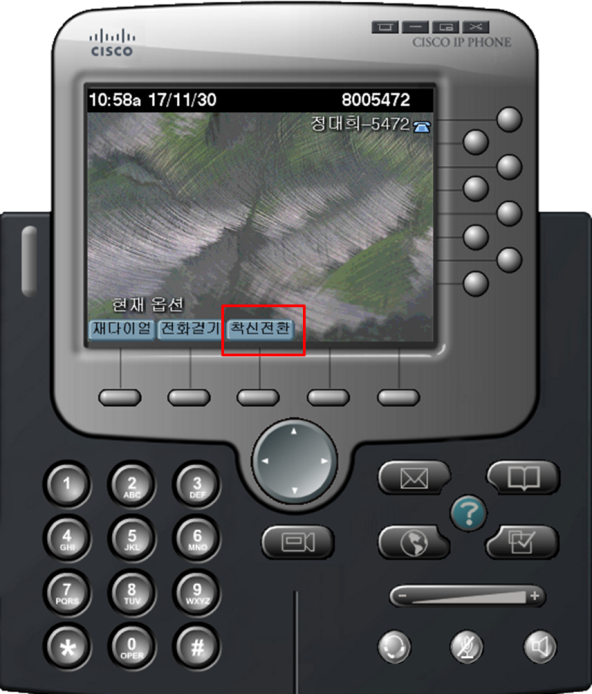 CISCO
CISCO IP PHONE
10:58a 17/11/30 8005472
정대희-5472
현재 옵션
재다이얼 전화걸기 착신전환
1
2 ABC
3 DEF
4 GHI
5 JKL
6 MNO
7 PQRS
8 TUV
9 WXYZ
*
0 OPER
#
?
- +